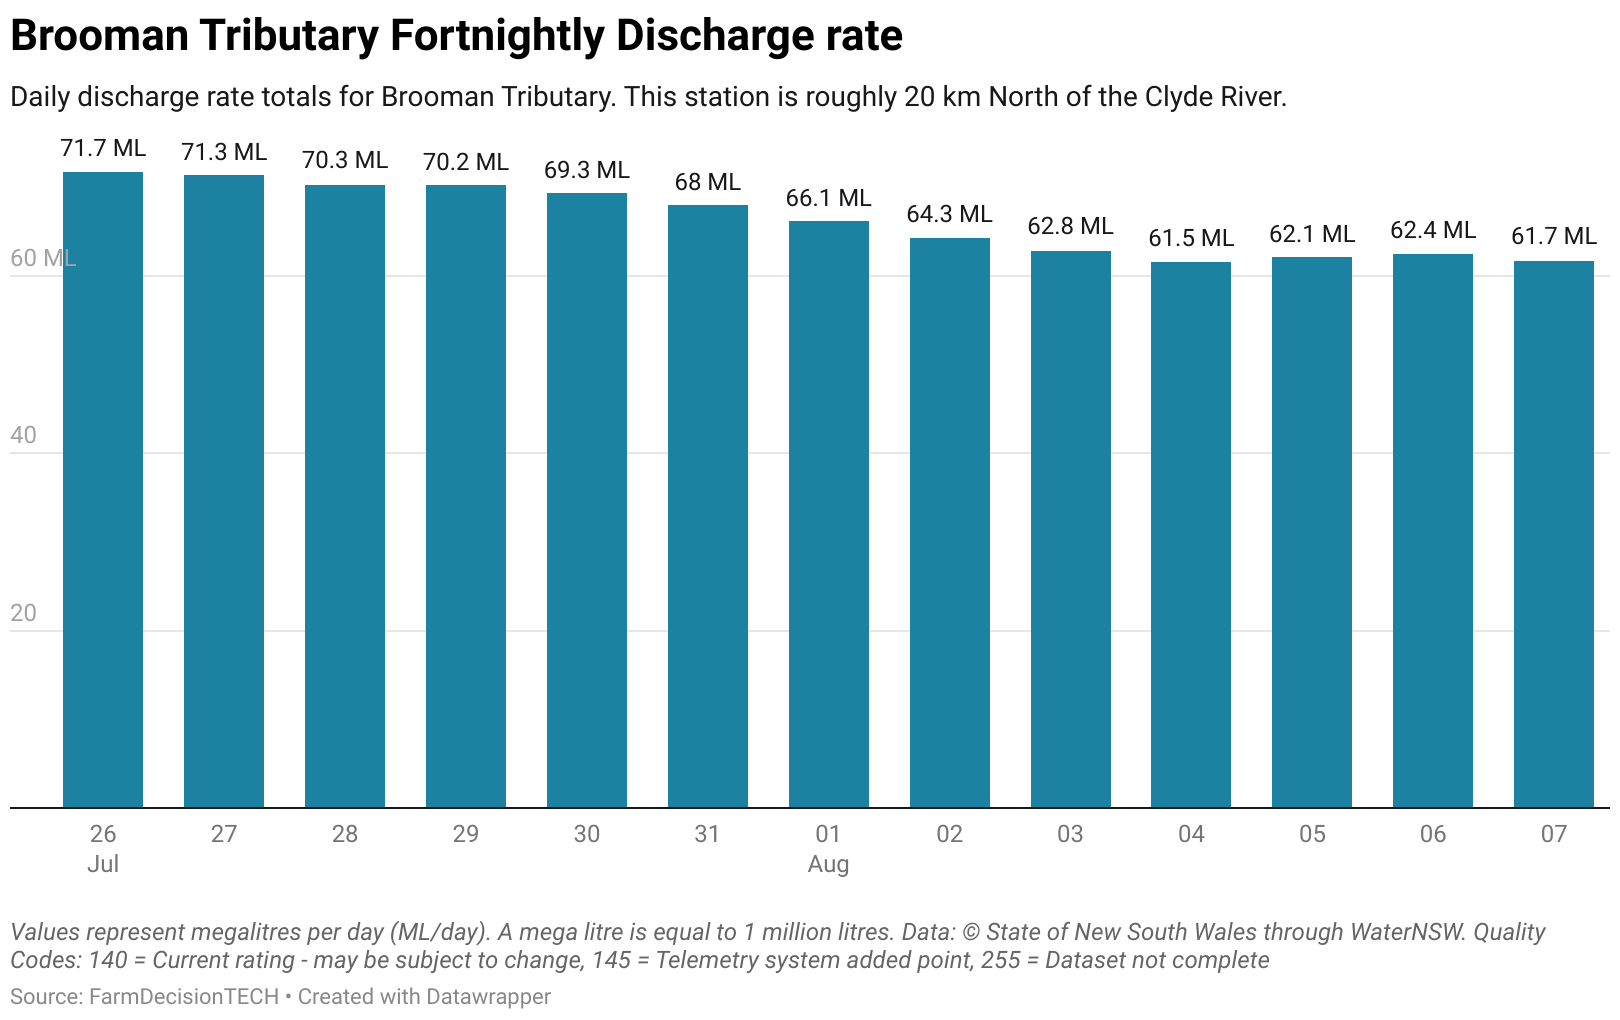 Brooman Tributary Fortnightly Discharge rate
Daily discharge rate totals for Brooman Tributary. This station is roughly 20 km North of the Clyde River.
71.7 ML 71.3 ML 70.3 ML 70.2 ML 69.3 ML 68 ML 66.1 ML 64.3 ML 62.8 ML 61.5 ML 62.1 ML 62.4 ML 61.7 ML
60 ML
40
20
26 27 28 29 30 31 01 02 03 04 05 06 07
Jul Aug
Values represent megalitres per day (ML/day). A mega litre is equal to 1 million litres. Data: © State of New South Wales through WaterNSW. Quality
Codes: 140 = Current rating - may be subject to change, 145 = Telemetry system added point, 255 = Dataset not complete
Source: FarmDecisionTECH • Created with Datawrapper